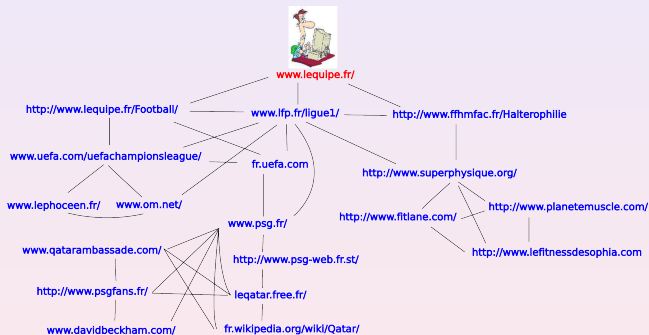 www.lequipe.fr/
http://www.lequipe.fr/Football/
www.lfp.fr/ligue1/
http://www.ffhmfac.fr/Halterophilie
www.uefa.com/uefachampionsleague/
fr.uefa.com
http://www.superphysique.org/
www.lephoceen.fr/
www.om.net/
http://www.fitlane.com/
http://www.planetemuscle.com/
www.psg.fr/
www.qatarambassade.com/
http://www.psg-web.fr.st/
http://www.lefitnessdesophia.com
http://www.psgfans.fr/
leqatar.free.fr/
www.davidbeckham.com/
fr.wikipedia.org/wiki/Qatar/